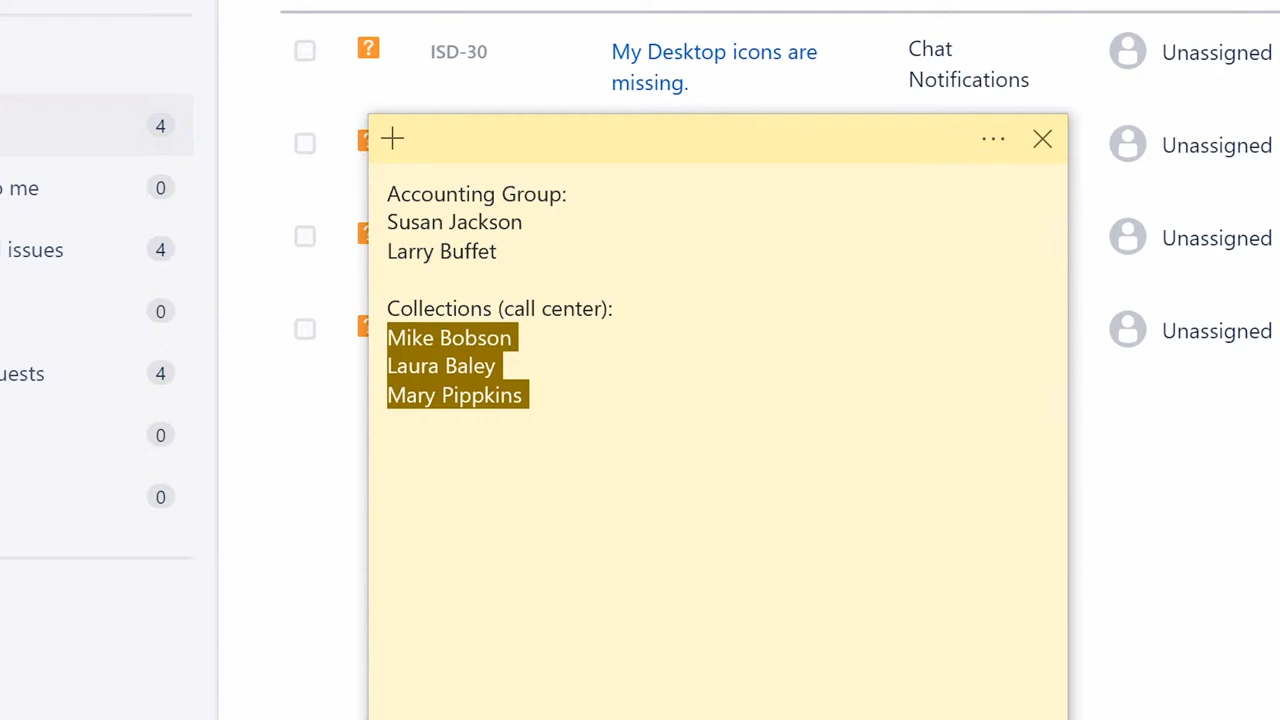 ?
ISD-30
My Desktop icons are
missing.
Chat
Notifications
Unassigned
4
Unassigned
o me
0
Accounting Group:
Susan Jackson
Larry Buffet
Unassigned
issues
4
0
Collections (call center):
Mike Bobson
Laura Baley
Mary Pippkins
Unassigned
uests
4
0
0